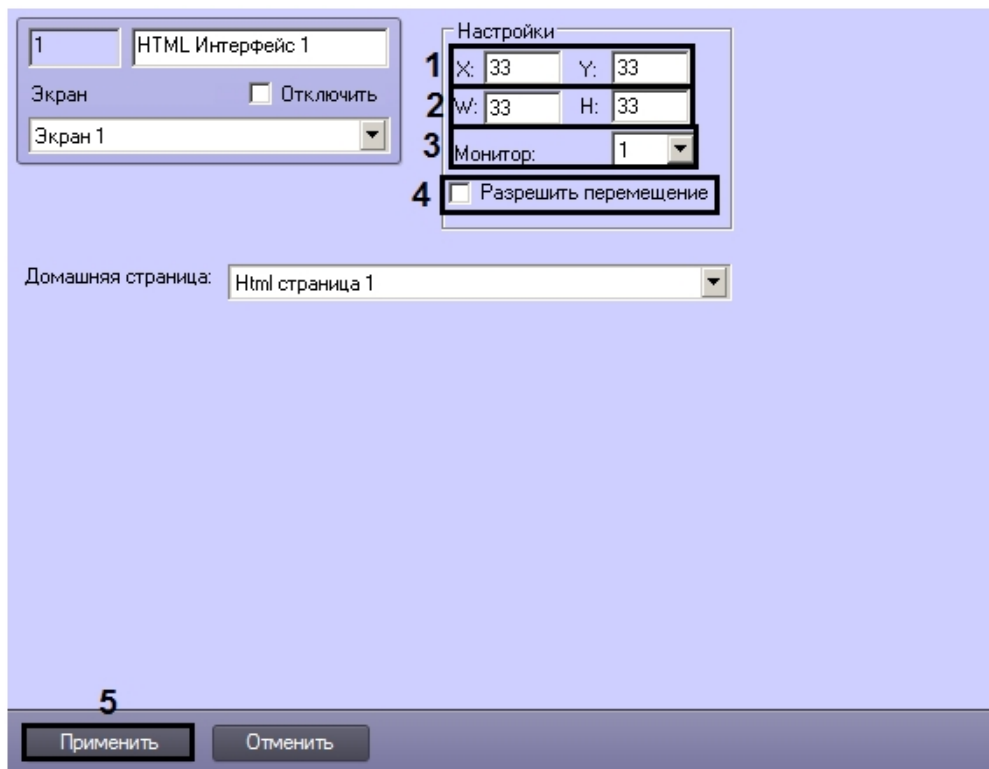 1 HTML Интерфейс 1
Экран Отключить
Экран 1
Настройки
1 X: 33 Y: 33
2 W: 33 H: 33
3 Монитор: 1
4 Разрешить перемещение
Домашняя страница: Html страница 1
5
Применить Отменить